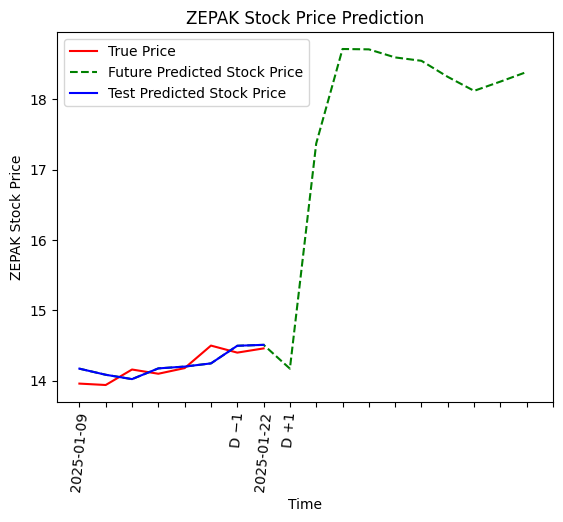 ZEPAK Stock Price Prediction
True Price
Future Predicted Stock Price
Test Predicted Stock Price
ZEPAK Stock Price
18
17
16
15
14
2025-01-09
D −1
2025-01-22
D +1
Time